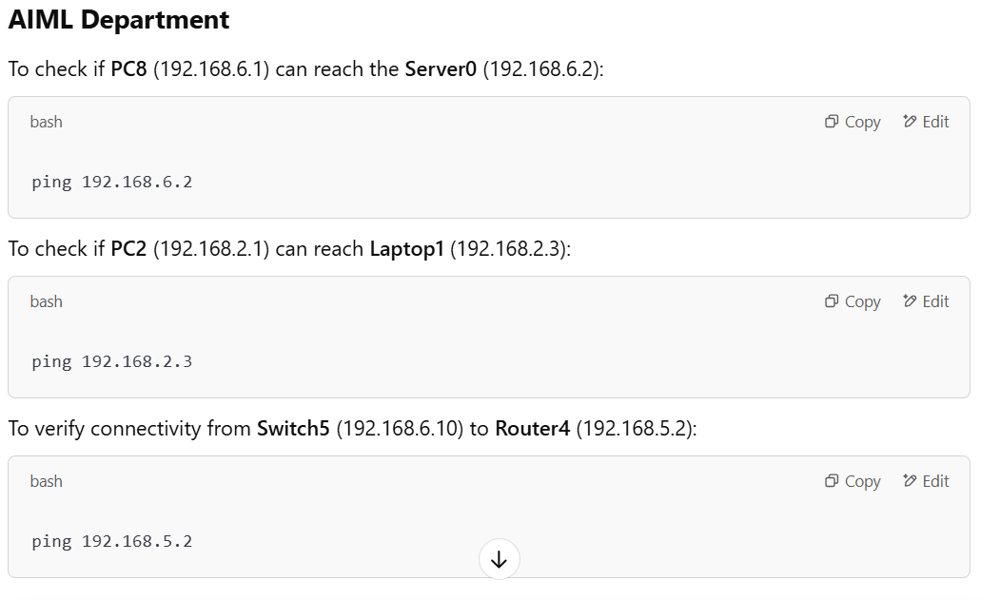 AIML Department
To check if PC8 (192.168.6.1) can reach the Server0 (192.168.6.2):
bash
Copy
Edit
ping 192.168.6.2
To check if PC2 (192.168.2.1) can reach Laptop1 (192.168.2.3):
bash
Copy
Edit
ping 192.168.2.3
To verify connectivity from Switch5 (192.168.6.10) to Router4 (192.168.5.2):
bash
Copy
Edit
ping 192.168.5.2